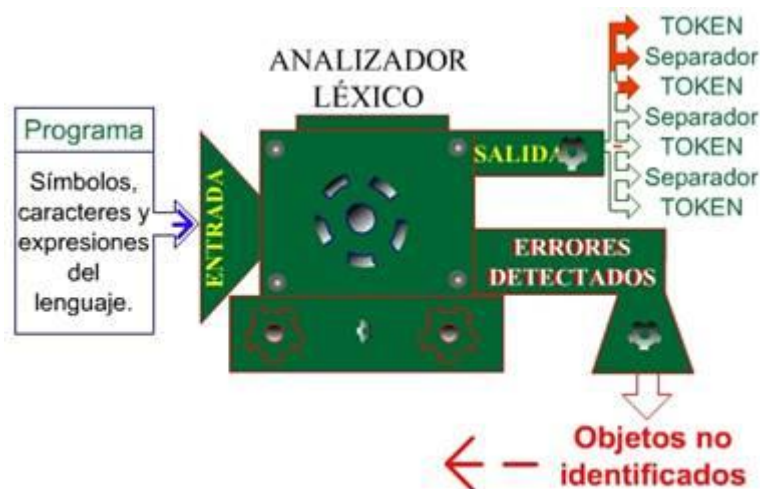 ANALIZADOR
LÉXICO
Programa
Símbolos,
caracteres y
expresiones
del
lenguaje.
ENTRADA
SALIDA
TOKEN
Separador
TOKEN
Separador
TOKEN
Separador
TOKEN
ERRORES
DETECTADOS
Objetos no
identificados